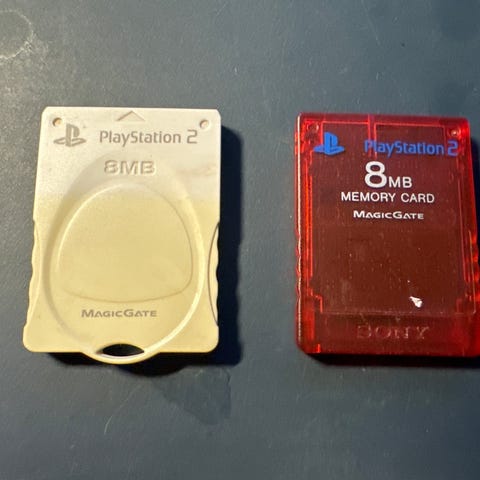 PlayStation 2
8MB
MAGICGATE
PlayStation 2
8MB
MEMORY CARD
MAGICGATE
SONY